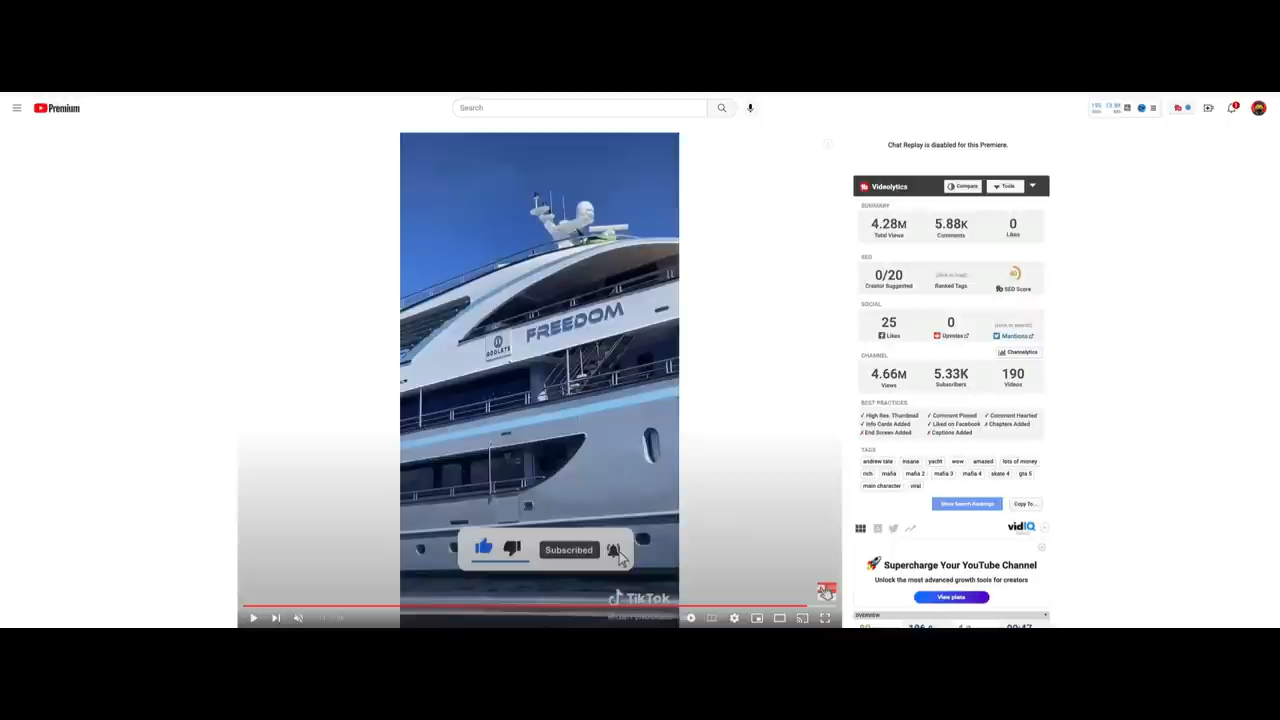 Premium
Search
Chat Replay is disabled for this Premiere.
Videolytics
Compare
Tools
SUMMARY
4.28M
5.88K
0
Total Views
Comments
Likes
SEO
0/20
Creator Suggested
Ranked Tags
SEO Score
SOCIAL
25
0
Likes
Upvotes
Mentions
Channelytics
CHANNEL
4.66M
5.33K
190
Views
Subscribers
Videos
BEST PRACTICES
✓ High Res. Thumbnail ✓ Comment Pinned ✓ Comment Hearted
✓ Info Cards Added ✓ Liked on Facebook ✗ Chapters Added
✗ End Screen Added ✗ Captions Added
TAGS
andrew tate insane yacht wow amazed lots of money
rich mafia mafia 2 mafia 3 mafia 4 skate 4 gta 5
main character viral
Show Search Rankings
Copy To...
vidIQ
Supercharge Your YouTube Channel
Unlock the most advanced growth tools for creators
View plans
OVERVIEW
FREEDOM
Subscribed
TikTok